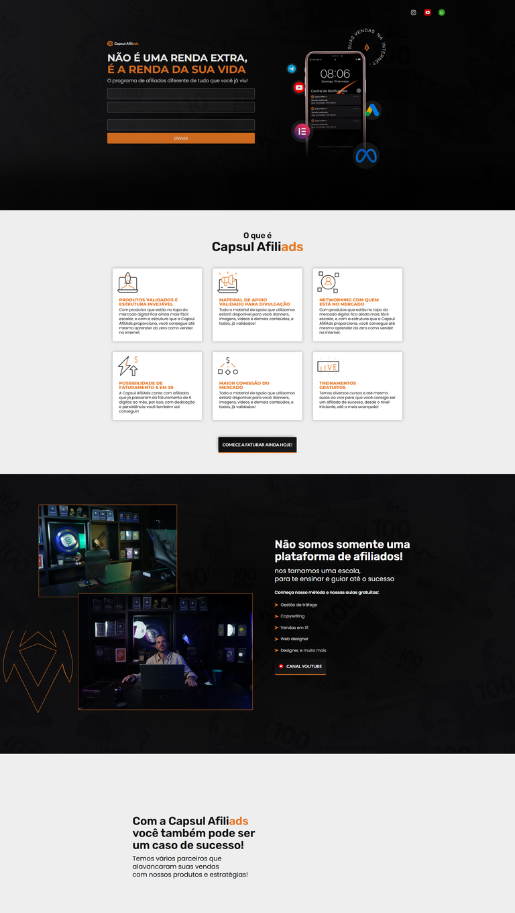 SUAS VENDAS NA INTERNET
Capsul Afiliads
NÃO É UMA RENDA EXTRA,
É A RENDA DA SUA VIDA
O programa de afiliados diferente de tudo que você já viu!
08:06
ENVIAR
O que é
Capsul Afiliads
PRODUTOS VALIDADOS E
ESTRUTURA INVEJÁVEL
Com produtos que estão no topo do
mercado digital fica ainda mais fácil
escalar, e com a estrutura que a Capsul
Afiliads proporciona, você consegue até
mesmo aprender do zero como vender
na internet.
MATERIAL DE APOIO
VALIDADO PARA DIVULGAÇÃO
Todo o material de apoio que utilizamos
estará disponível para você. Banners,
imagens, vídeos e demais conteúdos, e
todos, já validados!
NETWORKING COM QUEM
ESTÁ NO MERCADO
Com produtos que estão no topo do
mercado digital fica ainda mais fácil
escalar, e com a estrutura que a Capsul
Afiliads proporciona, você consegue até
mesmo aprender do zero como vender
na internet.
POSSIBILIDADE DE
FATURAMENTO 6 EM 30
A Capsul Afiliads conta com afiliados
que já passaram do faturamento de 6
dígitos ao mês, por isso, com dedicação
e persistência você também vai
conseguir!
MAIOR COMISSÃO DO
MERCADO
Todo o material de apoio que utilizamos
estará disponível para você. Banners,
imagens, vídeos e demais conteúdos, e
todos, já validados!
LIVE
TREINAMENTOS
GRATUITOS
Temos diversos cursos e até mesmo
aulas ao vivo para que você consiga ser
um afiliado de sucesso, desde o nível
iniciante, até o mais avançado!
COMECE A FATURAR AINDA HOJE!
Não somos somente uma
plataforma de afiliados!
nos tornamos uma escola,
para te ensinar e guiar até o sucesso
Conheça nosso método e nossas aulas gratuitas:
Gestão de tráfego
Copywriting
Vendas em X1
Web designer
Designer, e muito mais
CANAL YOUTUBE
Com a Capsul Afiliads
você também pode ser
um caso de sucesso!
Temos vários parceiros que
alavancaram suas vendas
com nossos produtos e estratégias!